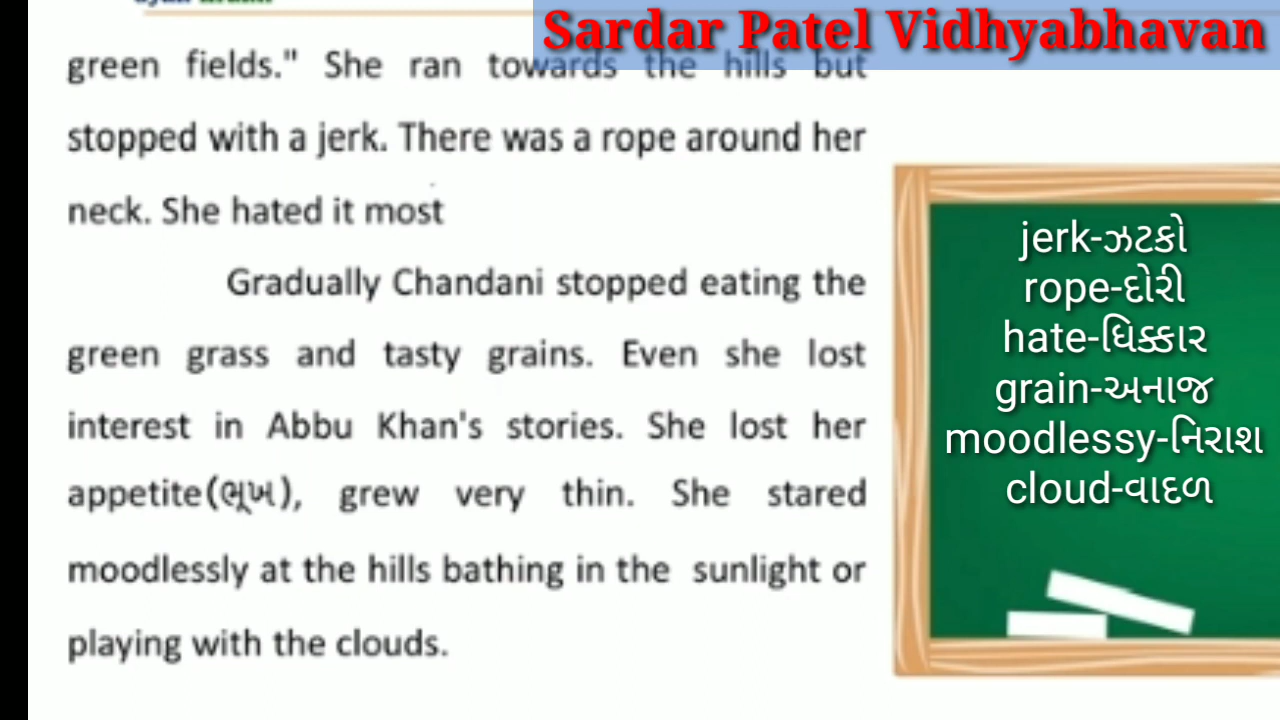 Sardar Patel Vidhyabhavan
green fields." She ran towards the hills but
stopped with a jerk. There was a rope around her
neck. She hated it most
Gradually Chandani stopped eating the
green grass and tasty grains. Even she lost
interest in Abbu Khan's stories. She lost her
appetite(ભૂખ), grew very thin. She stared
moodlessly at the hills bathing in the sunlight or
playing with the clouds.
jerk-ઝટકો
rope-દોરી
hate-ધિક્કાર
grain-અનાજ
moodlessy-નિરાશ
cloud-વાદળ